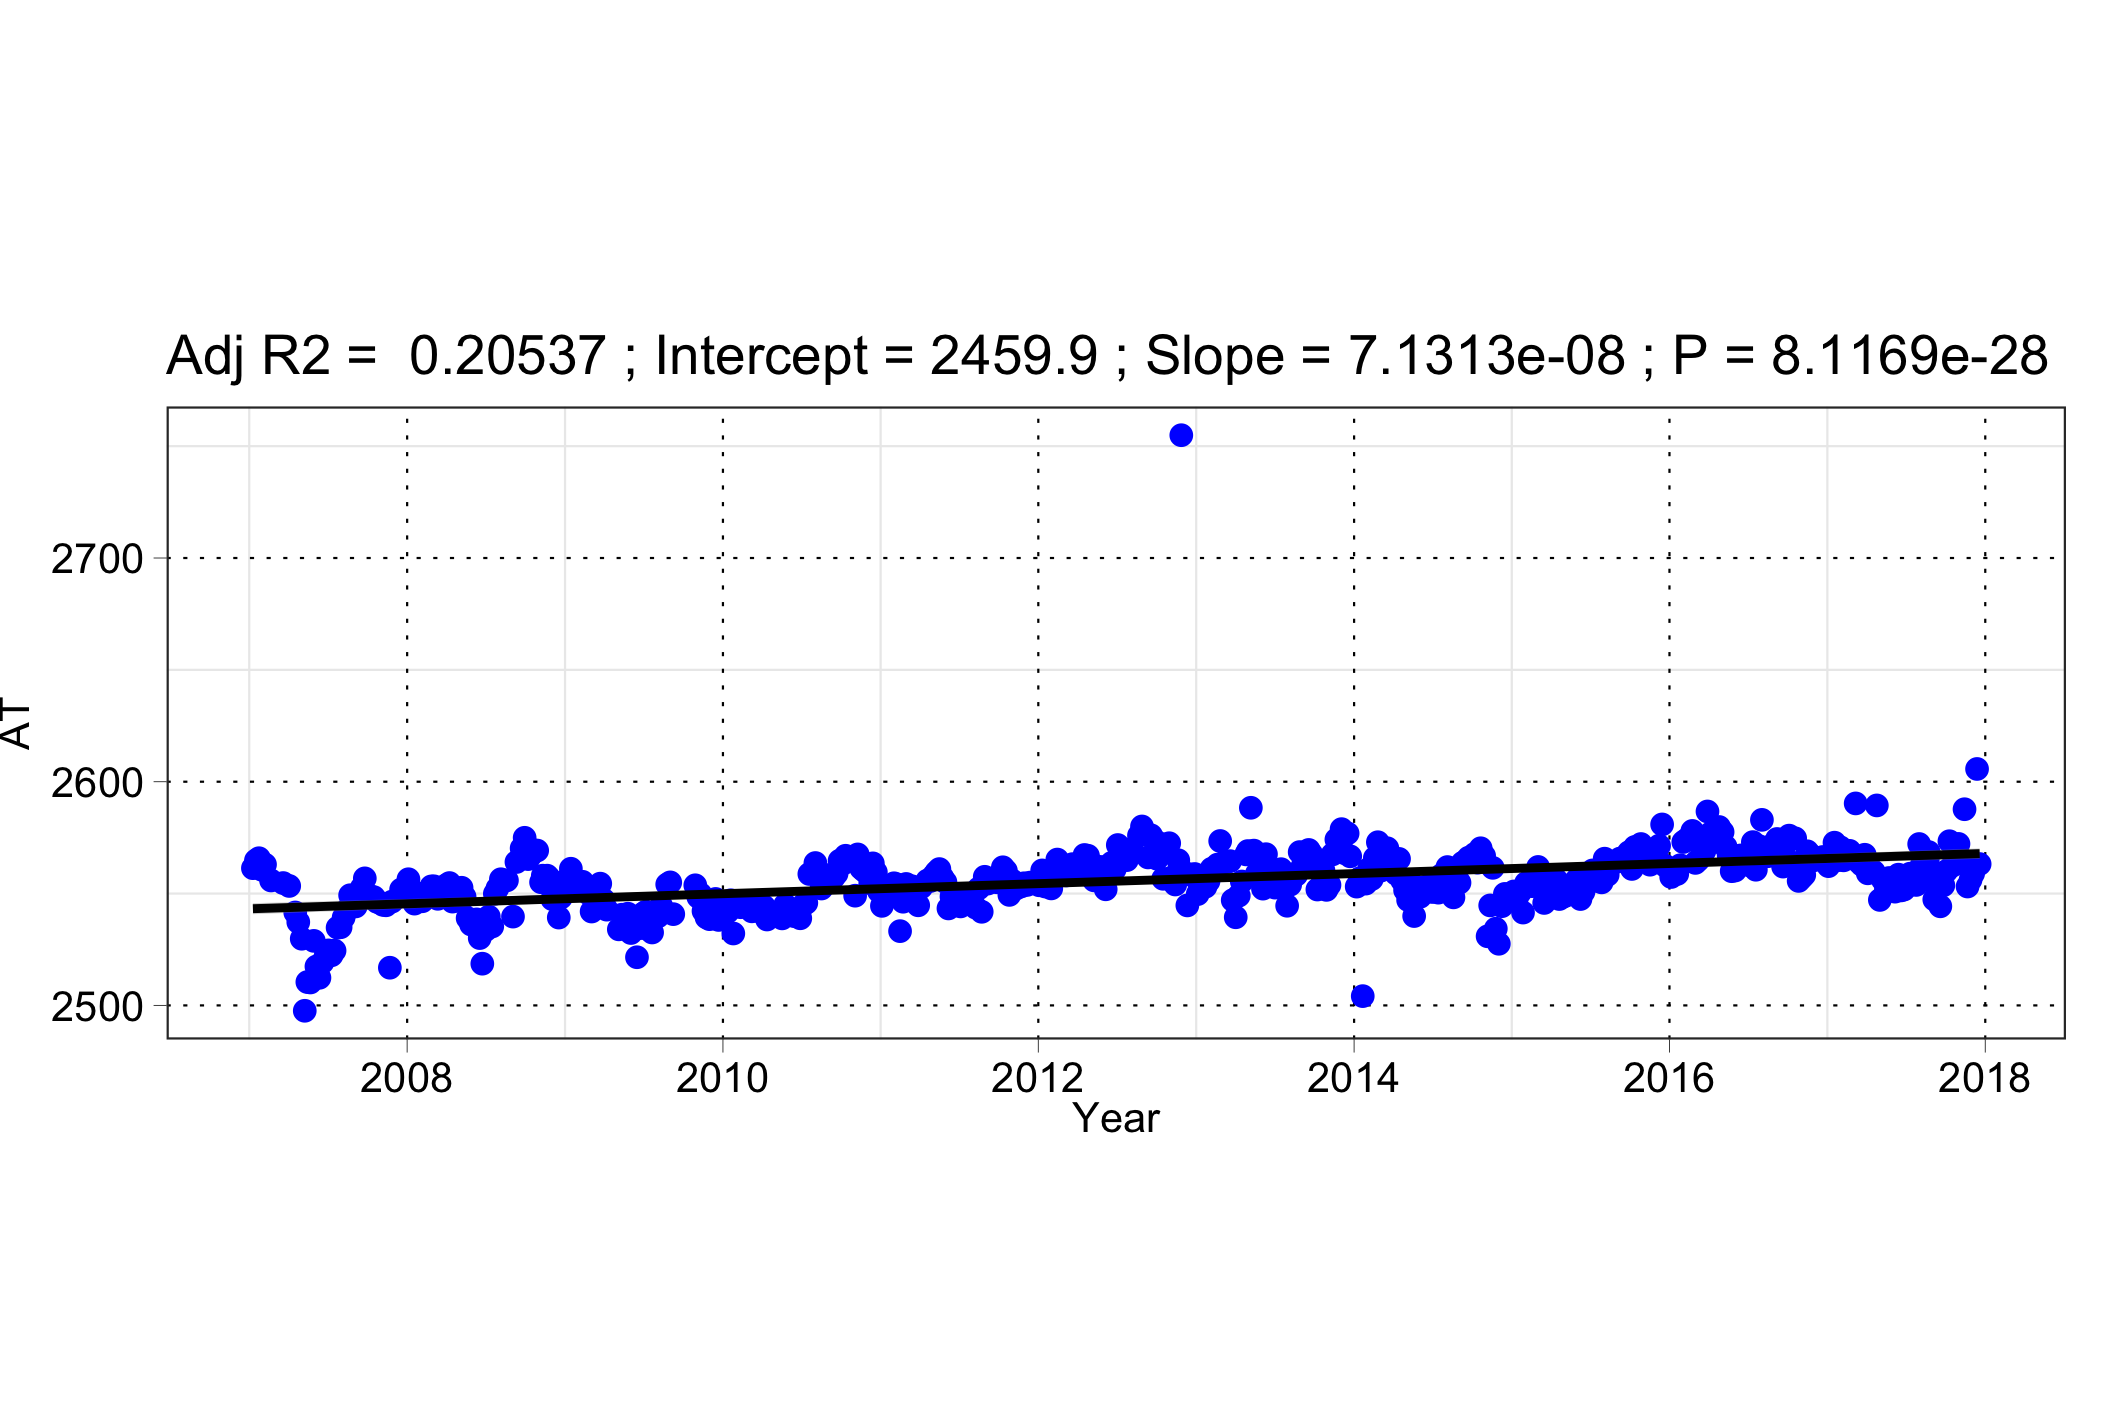 Adj R2 =  0.20537 ; Intercept = 2459.9 ; Slope = 7.1313e-08 ; P = 8.1169e-28
2700
2600
2500
AT
2008 2010 2012 2014 2016 2018
Year